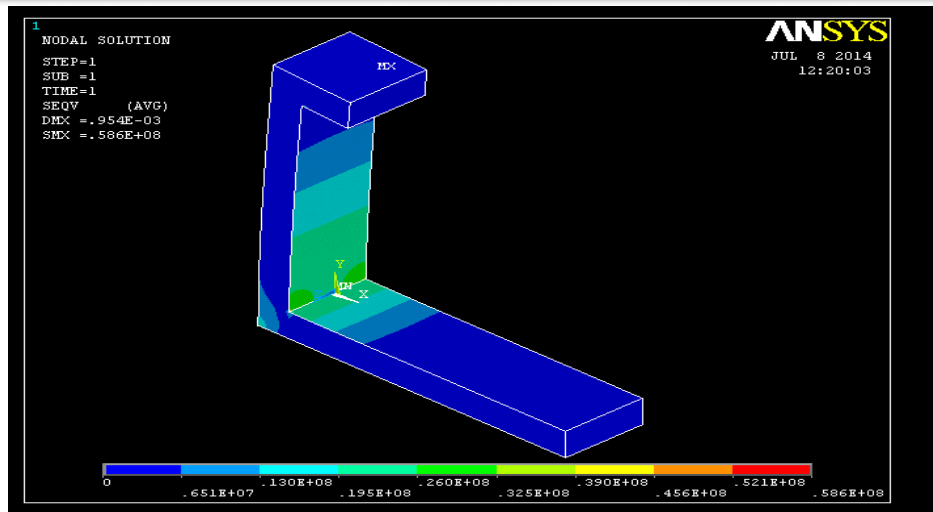 1
NODAL SOLUTION
STEP=1
SUB =1
TIME=1
SEQV (AVG)
DMX =.954E-03
SMX =.586E+08
ANSYS
JUL 8 2014
12:20:03
MX
Y
MN
X
0 .130E+08 .260E+08 .390E+08 .521E+08
.651E+07 .195E+08 .325E+08 .456E+08 .586E+08